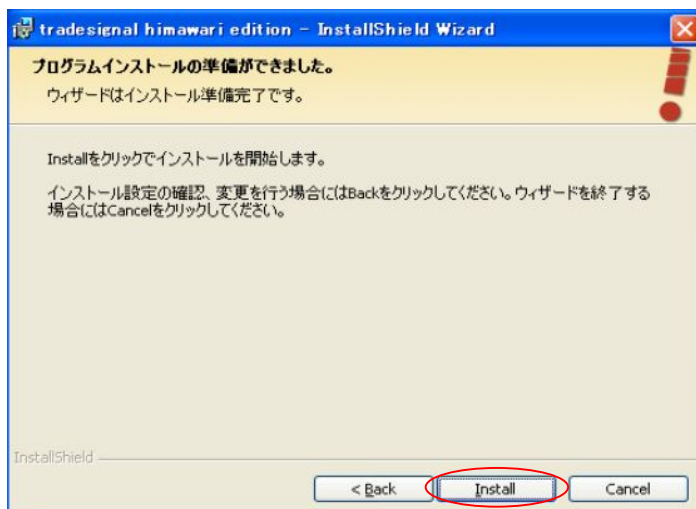 tradesignal himawari edition - InstallShield Wizard
プログラムインストールの準備ができました。
ウィザードはインストール準備完了です。
Installをクリックでインストールを開始します。
インストール設定の確認、変更を行う場合にはBackをクリックしてください。ウィザードを終了する
場合にはCancelをクリックしてください。
InstallShield
< Back Install Cancel